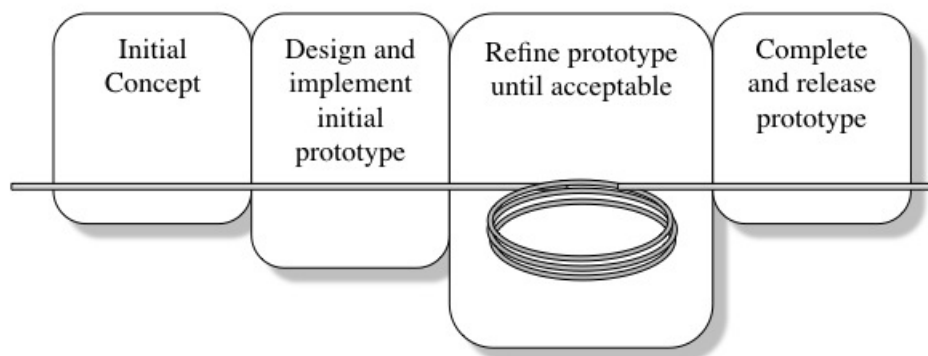 Initial
Concept
Design and
implement
initial
prototype
Refine prototype
until acceptable
Complete
and release
prototype